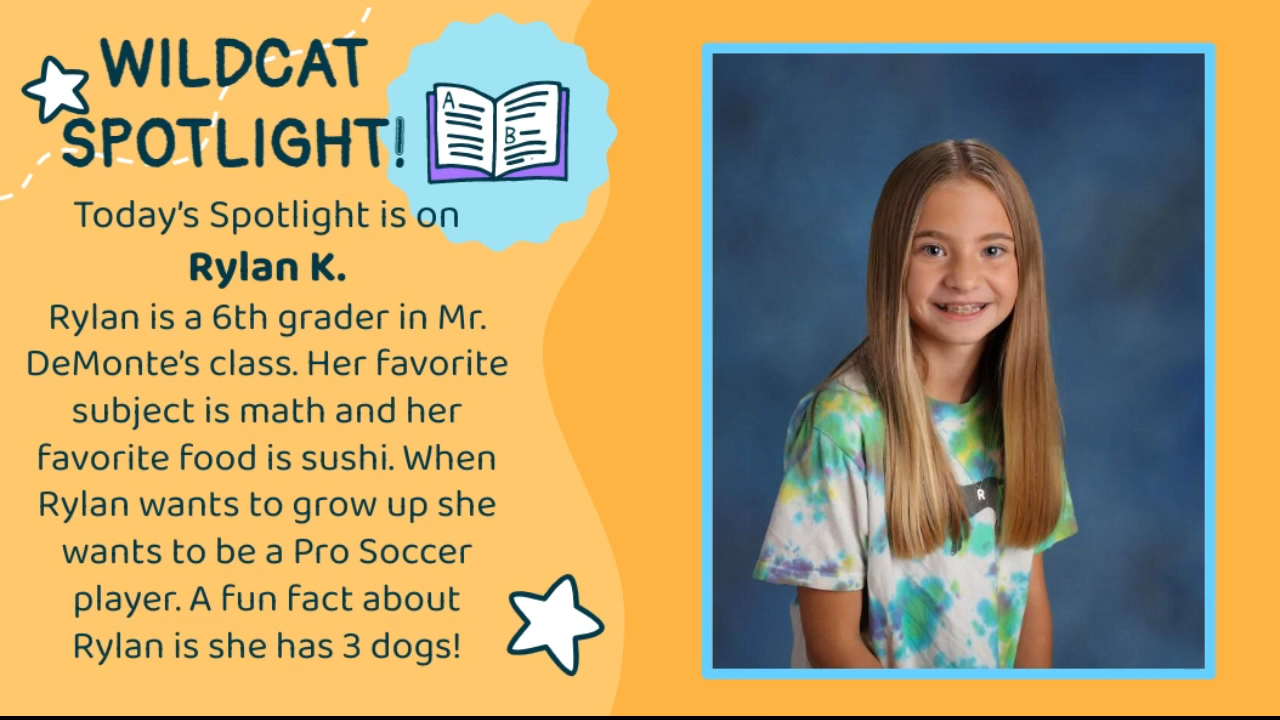 WILDCAT
SPOTLIGHT!
A
B
Today's Spotlight is on
Rylan K.
Rylan is a 6th grader in Mr.
DeMonte's class. Her favorite
subject is math and her
favorite food is sushi. When
Rylan wants to grow up she
wants to be a Pro Soccer
player. A fun fact about
Rylan is she has 3 dogs!
R